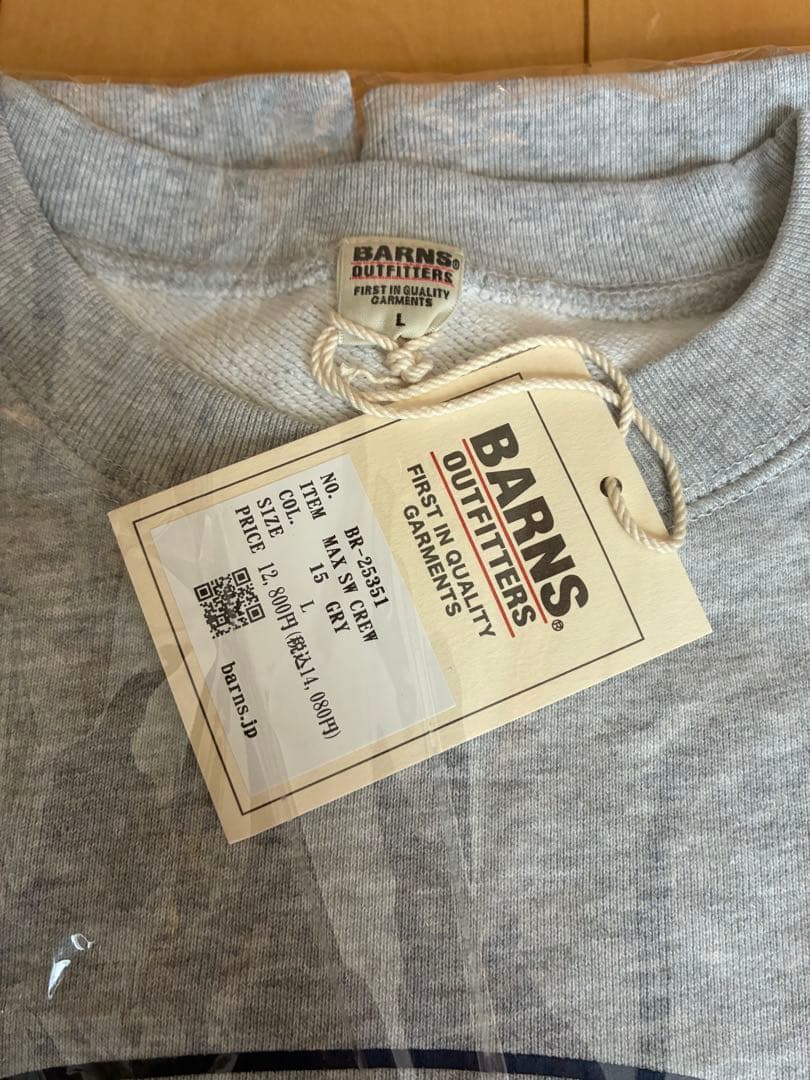 BARNS®
OUTFITTERS
FIRST IN QUALITY
GARMENTS
L
BARNS®
OUTFITTERS
FIRST IN QUALITY
GARMENTS
NO. BR-25351
ITEM MAX SW CREW
COL. 15 GRY
SIZE L
PRICE 12,800円(税込14,080円)
barns.jp